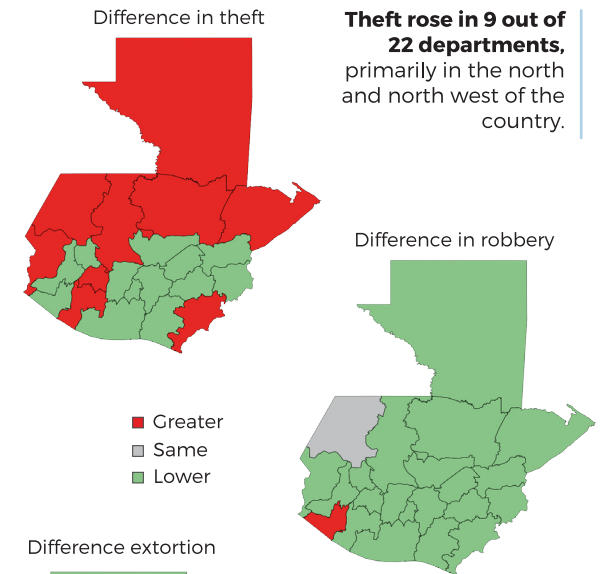 Difference in theft
Theft rose in 9 out of
22 departments,
primarily in the north
and north west of the
country.
Difference in robbery
Greater
Same
Lower
Difference extortion